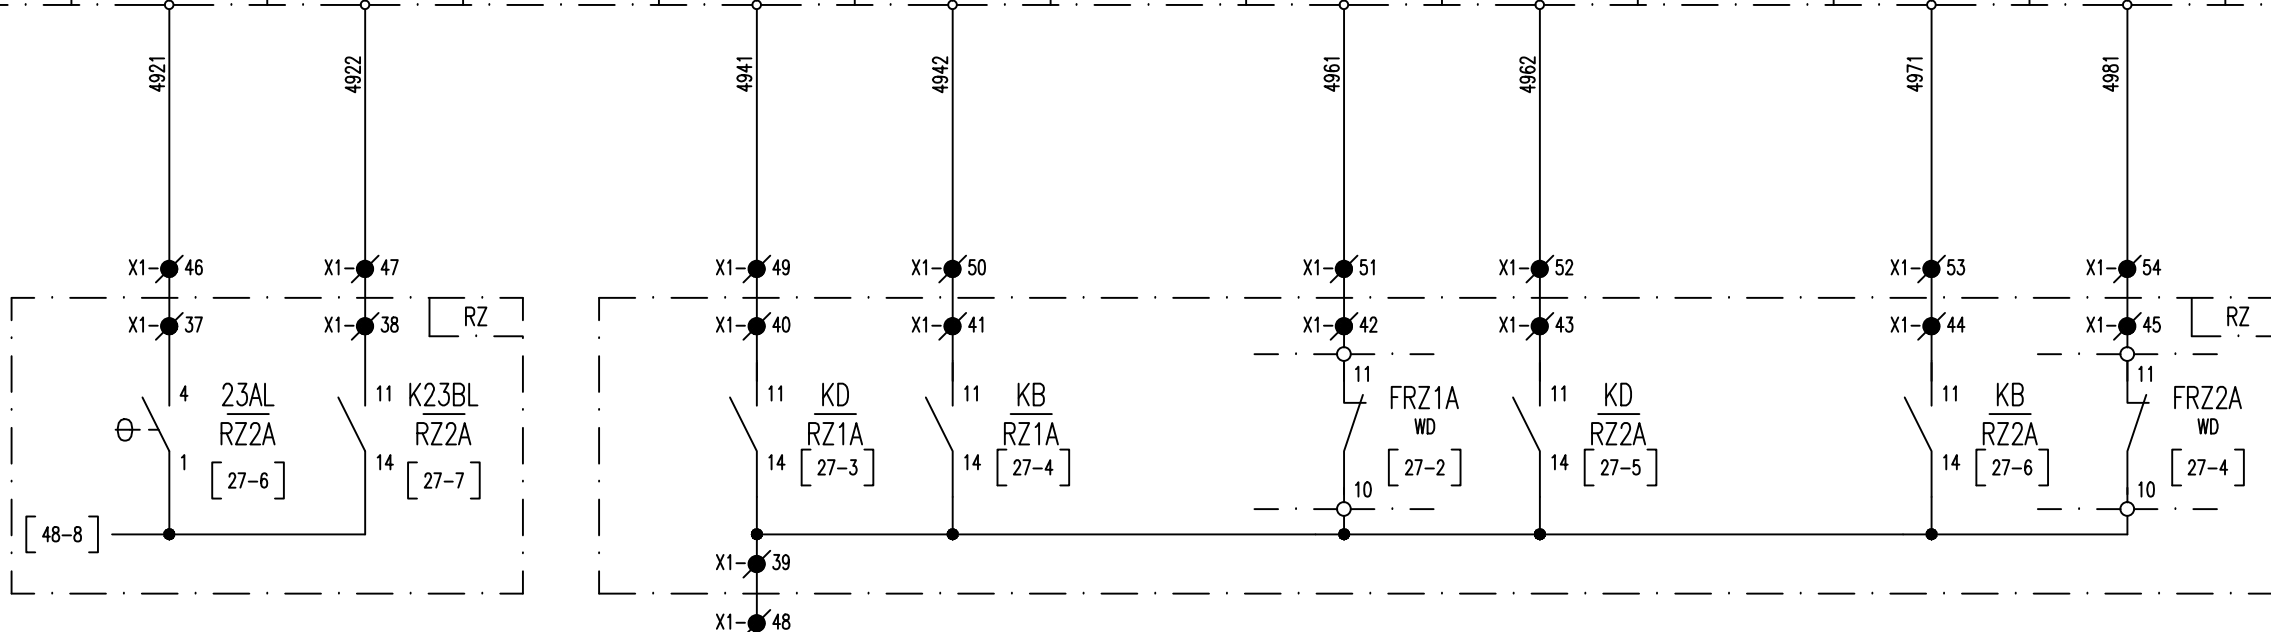 4921
4922
4941
4942
4961
4962
4971
4981
X1-46
X1-47
X1-49
X1-50
X1-51
X1-52
X1-53
X1-54
RZ
RZ
X1-37
X1-38
X1-40
X1-41
X1-42
X1-43
X1-44
X1-45
4
23AL
RZ2A
1
[27-6]
11
K23BL
RZ2A
14
[27-7]
11
KD
RZ1A
14
[27-3]
11
KB
RZ1A
14
[27-4]
11
FRZ1A
WD
[27-2]
10
11
KD
RZ2A
14
[27-5]
11
KB
RZ2A
14
[27-6]
11
FRZ2A
WD
[27-4]
10
[48-8]
X1-39
X1-48